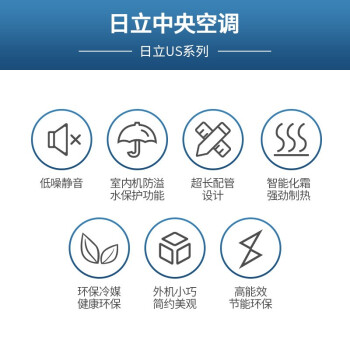 日立中央空调
日立US系列
低噪静音
室内机防溢
水保护功能
超长配管
设计
智能化霜
强劲制热
环保冷媒
健康环保
外机小巧
简约美观
高能效
节能环保